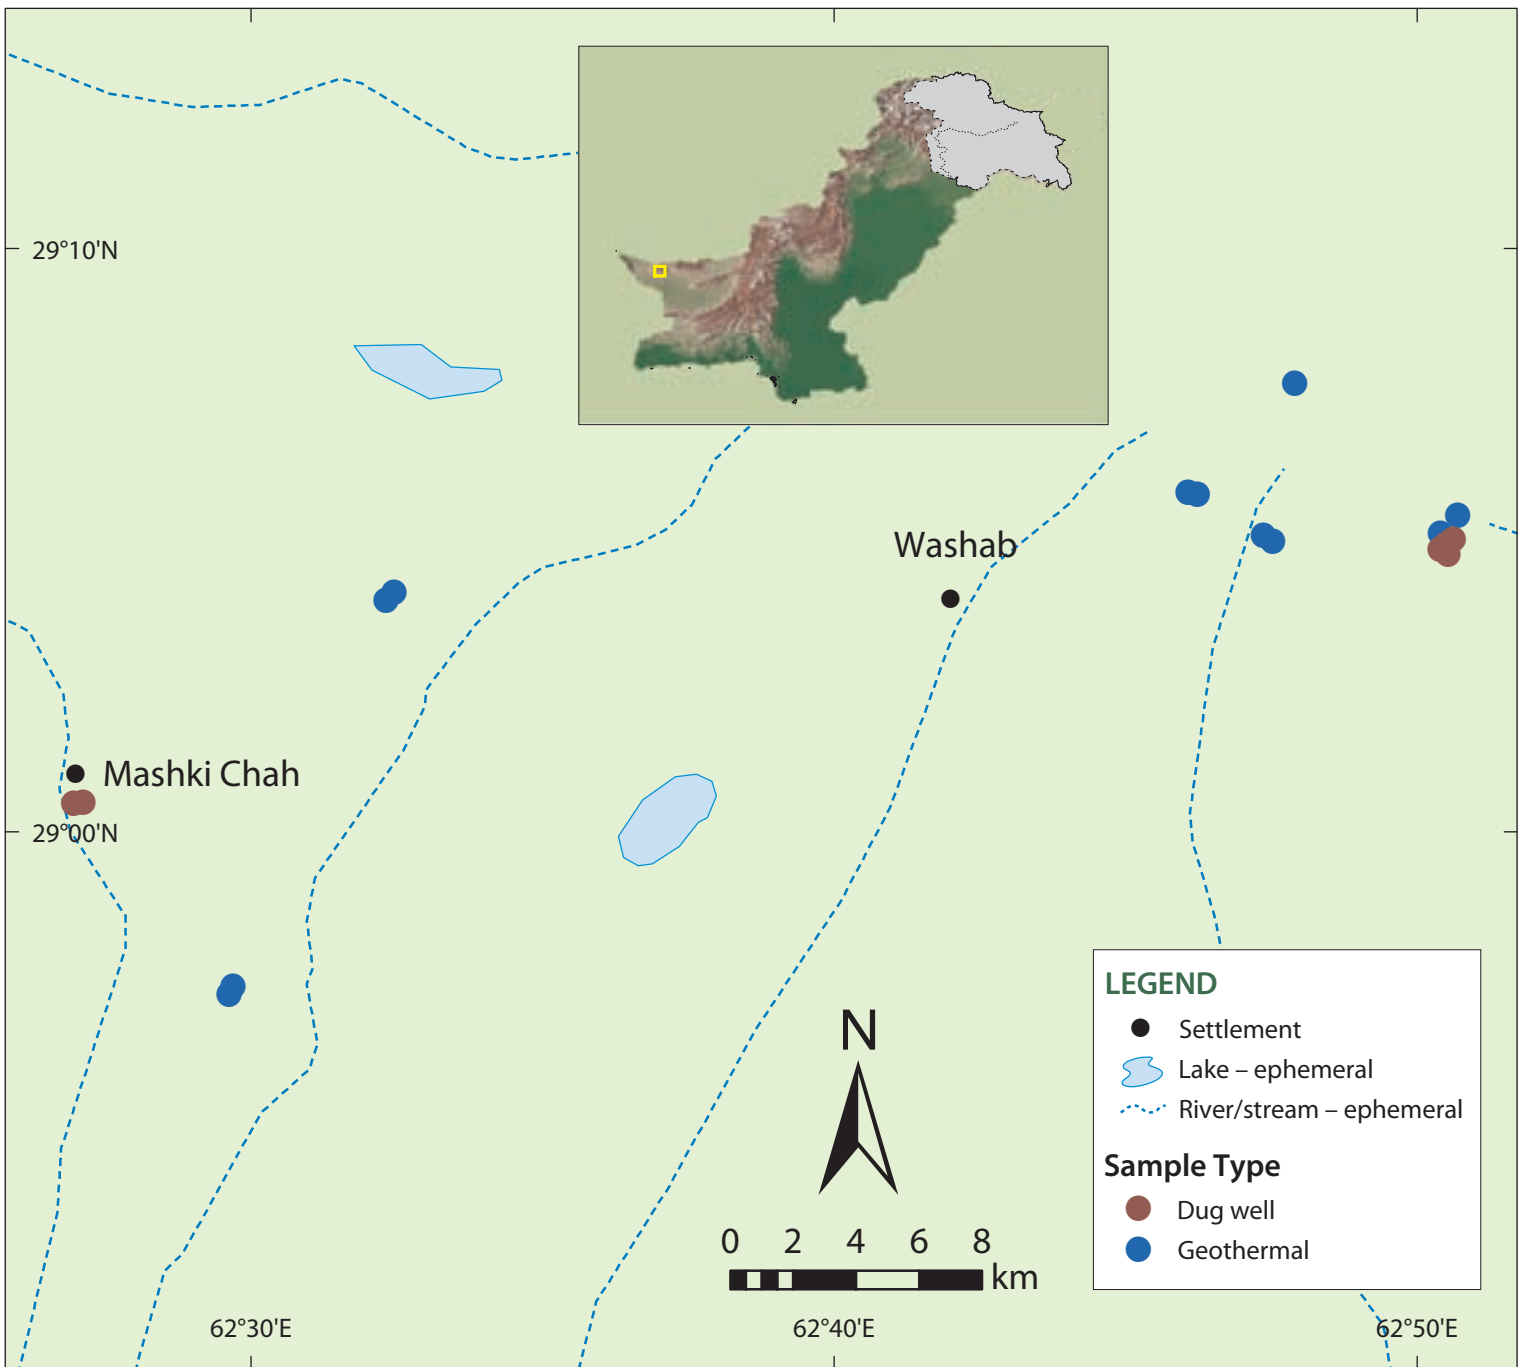 29°10'N
Washab
Mashki Chah
29°00'N
LEGEND
Settlement
Lake – ephemeral
River/stream – ephemeral
Sample Type
Dug well
Geothermal
N
0 2 4 6 8
km
62°30'E 62°40'E 62°50'E